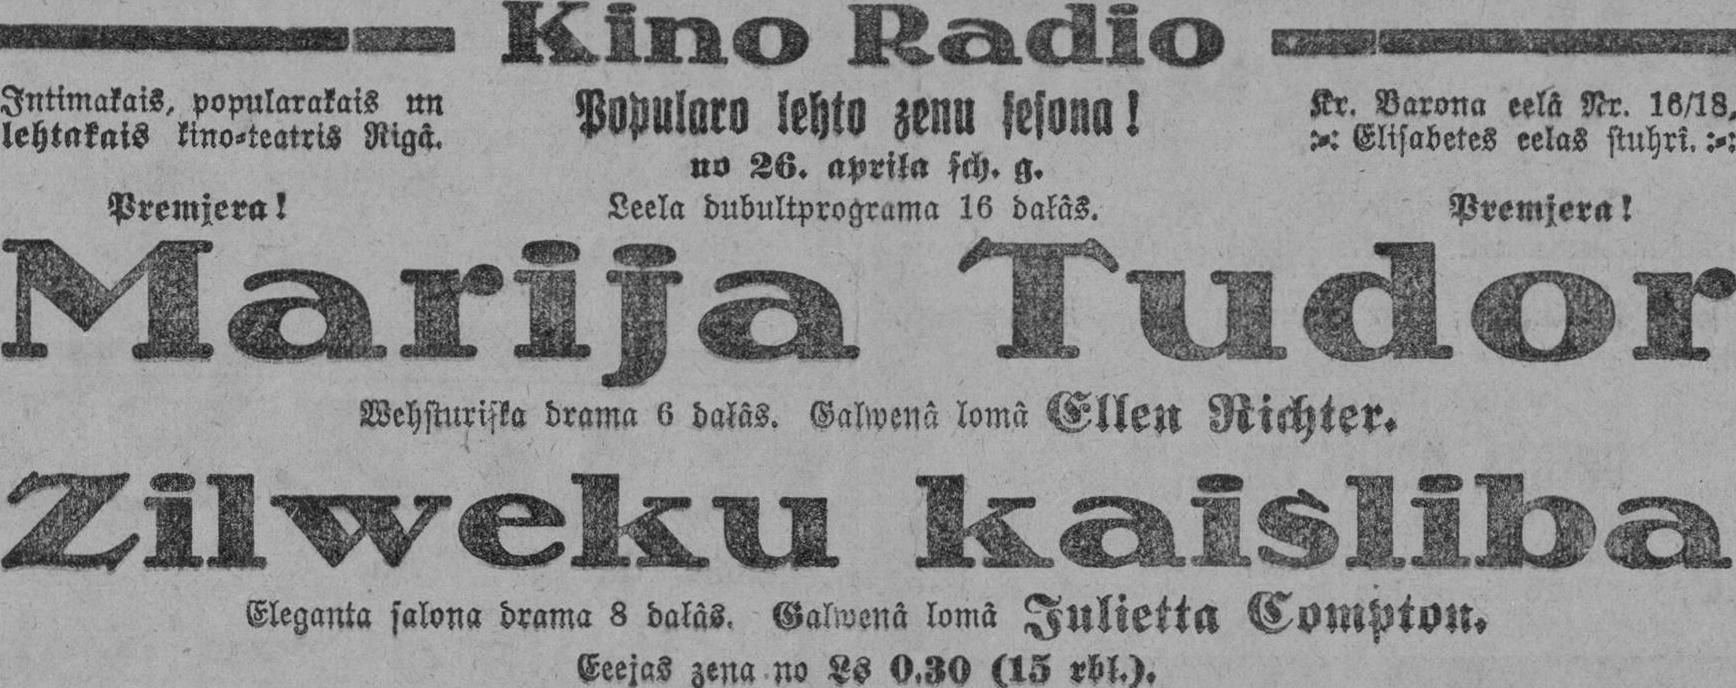 Kino Radio
Intimakais, popularakais un
lehtakais kino-teatris Rigâ.
Popularo lehto zenu sesona!
no 26. aprila sch. g.
Kr. Barona eelâ Nr. 16/18,
:-: Elisabetes eelas stuhrî. :-:
Premjera!
Leela dubultprograma 16 dałâs.
Premjera!
Marija Tudor
Wehsturiska drama 6 dałâs. Galwenâ lomâ Ellen Richter.
Zilweku kaisliba
Eleganta salona drama 8 dałâs. Galwenâ lomâ Julietta Compton.
Eeejas zena no Ls 0.30 (15 rbl.).